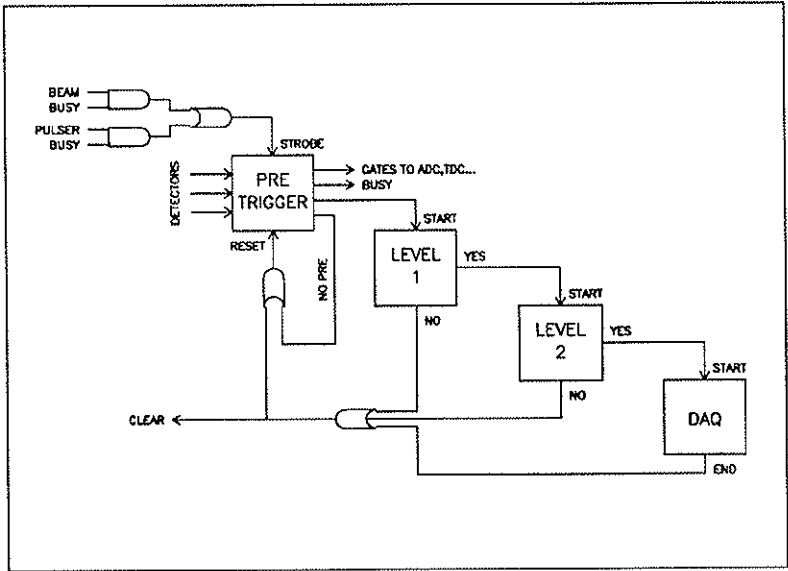 BEAM
BUSY
PULSER
BUSY
STROBE
DETECTORS
PRE
TRIGGER
GATES TO ADC,TDC...
BUSY
RESET
NO PRE
START
LEVEL
1
YES
NO
START
LEVEL
2
YES
NO
START
DAQ
END
CLEAR